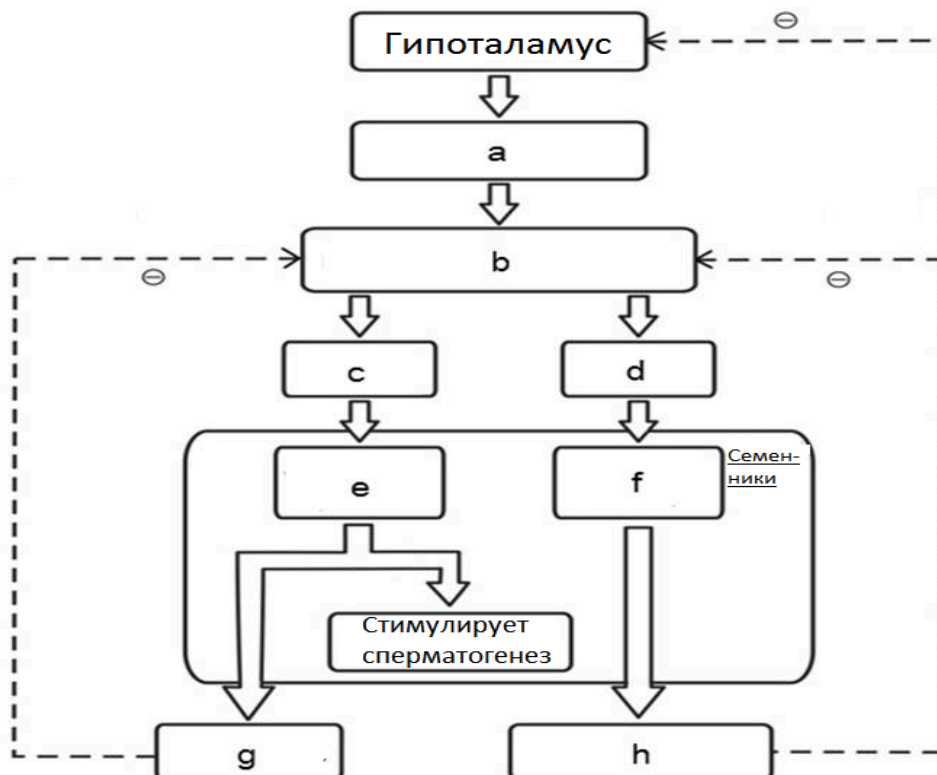 Гипоталамус
a
b
c
d
e
f
Семен-
ники
Стимулирует
сперматогенез
g
h